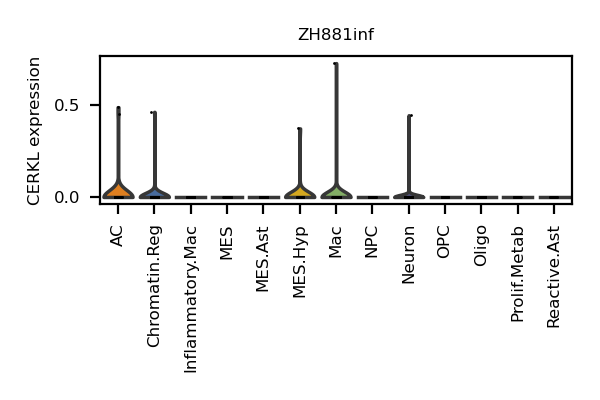 ZH881inf
CERKL expression
0.5
0.0
AC
Chromatin.Reg
Inflammatory.Mac
MES
MES.Ast
MES.Hyp
Mac
NPC
Neuron
OPC
Oligo
Prolif.Metab
Reactive.Ast